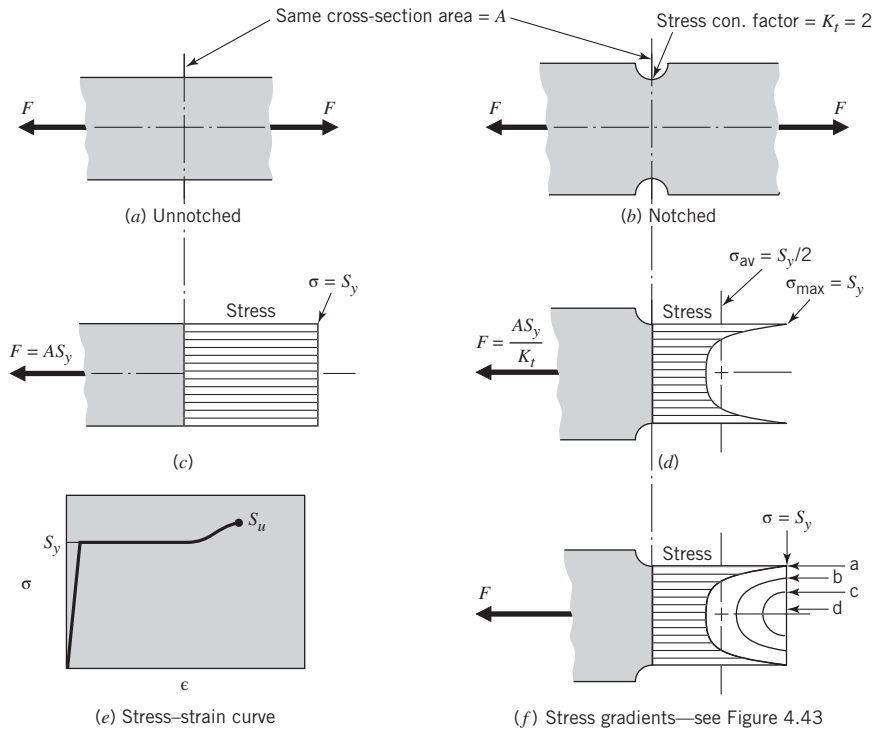 Same cross-section area = A
Stress con. factor = Kₜ = 2
F
F
F
F
(a) Unnotched
(b) Notched
σav = Sy/2
σmax = Sy
σ = Sy
Stress
F = ASy
Stress
F = ASy/Kₜ
(c)
(d)
Sy
Su
σ
ϵ
(e) Stress–strain curve
σ = Sy
Stress
F
a
b
c
d
(f) Stress gradients—see Figure 4.43